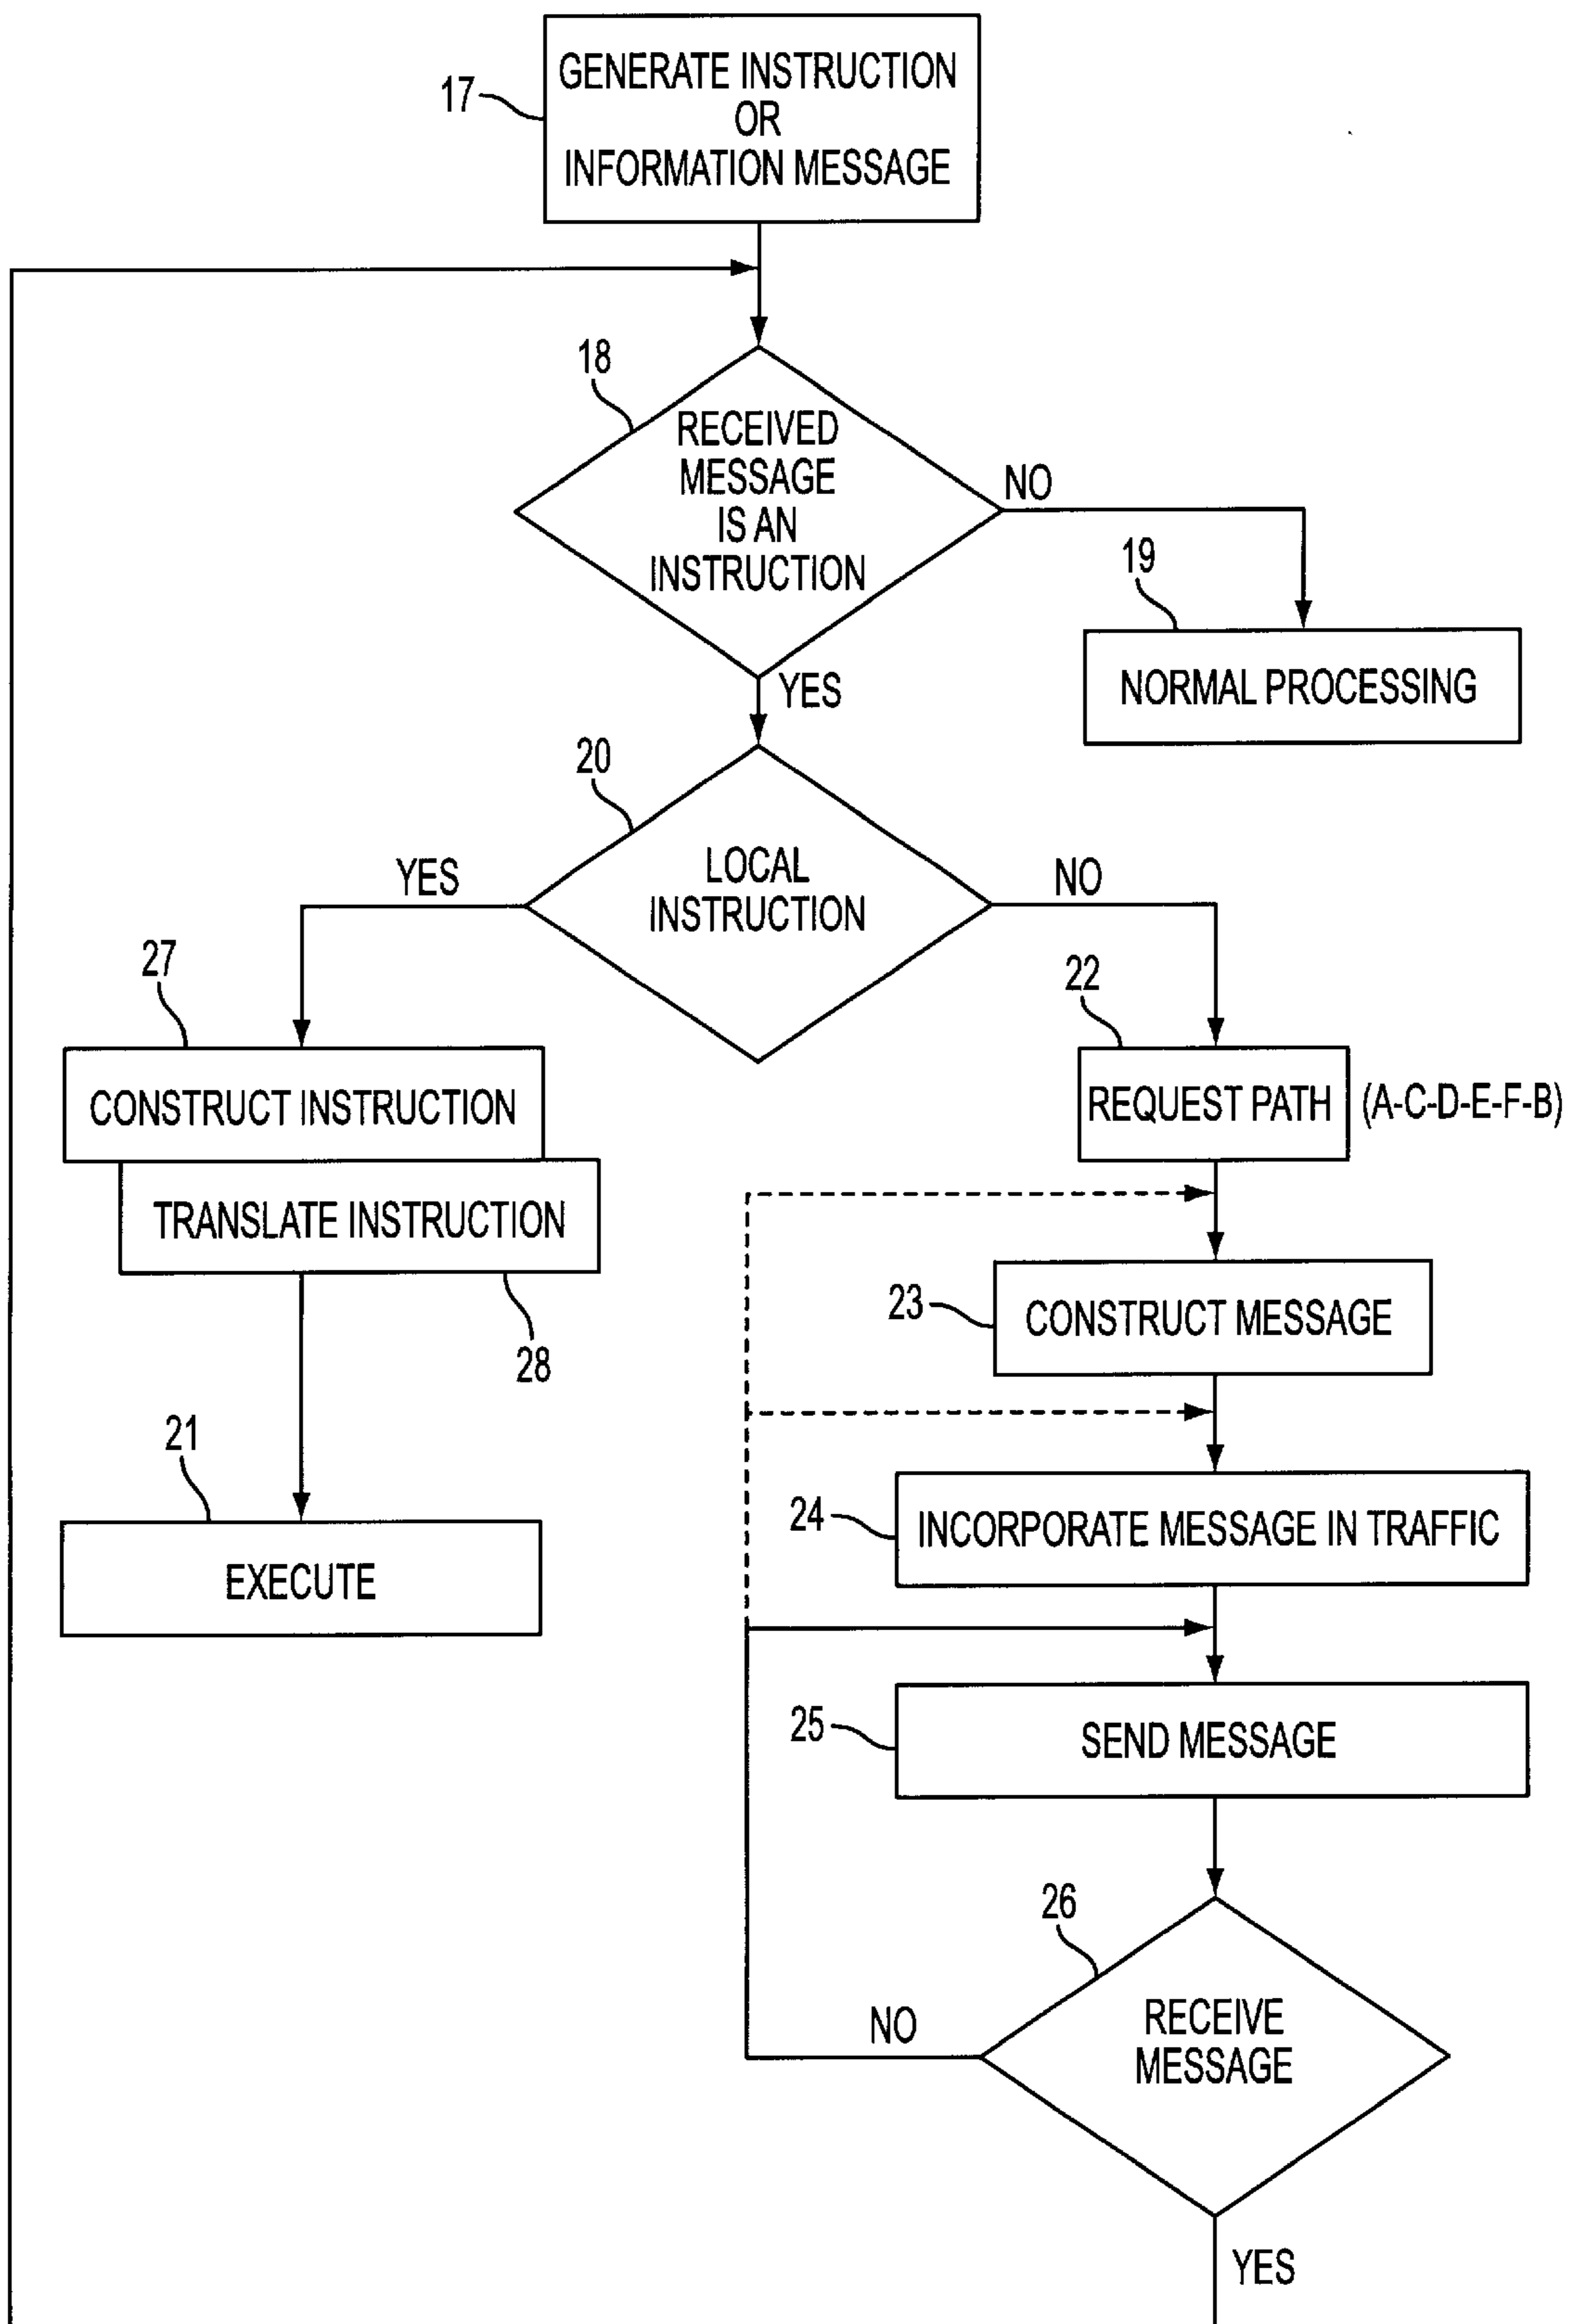 GENERATE INSTRUCTION
OR
INFORMATION MESSAGE
17
18
RECEIVED
MESSAGE
IS AN
INSTRUCTION
NO
19
NORMAL PROCESSING
YES
20
LOCAL
INSTRUCTION
YES
NO
27
CONSTRUCT INSTRUCTION
22
REQUEST PATH
(A-C-D-E-F-B)
TRANSLATE INSTRUCTION
28
23
CONSTRUCT MESSAGE
21
EXECUTE
24
INCORPORATE MESSAGE IN TRAFFIC
25
SEND MESSAGE
26
RECEIVE
MESSAGE
NO
YES